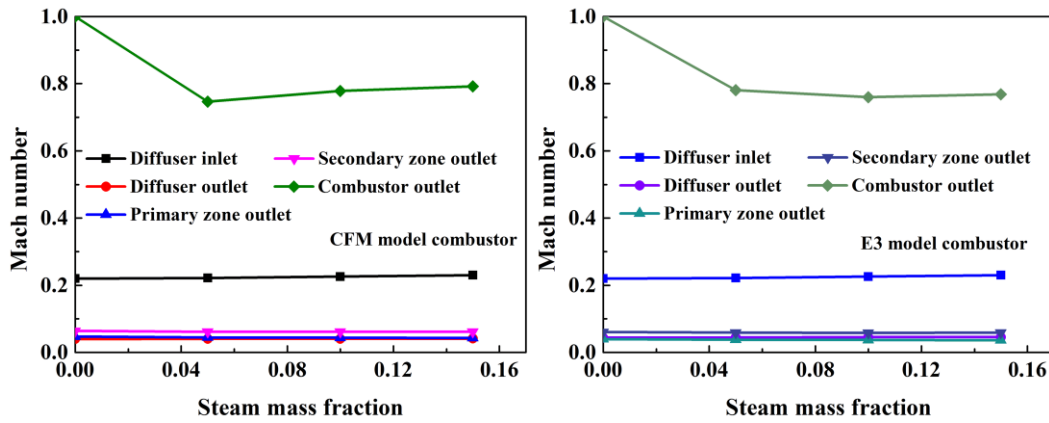 1.0
0.8
0.6
0.4
0.2
0.0
Mach number
Diffuser inlet
Diffuser outlet
Primary zone outlet
Secondary zone outlet
Combustor outlet
CFM model combustor
0.00 0.04 0.08 0.12 0.16
Steam mass fraction
1.0
0.8
0.6
0.4
0.2
0.0
Mach number
Diffuser inlet
Diffuser outlet
Primary zone outlet
Secondary zone outlet
Combustor outlet
E3 model combustor
0.00 0.04 0.08 0.12 0.16
Steam mass fraction